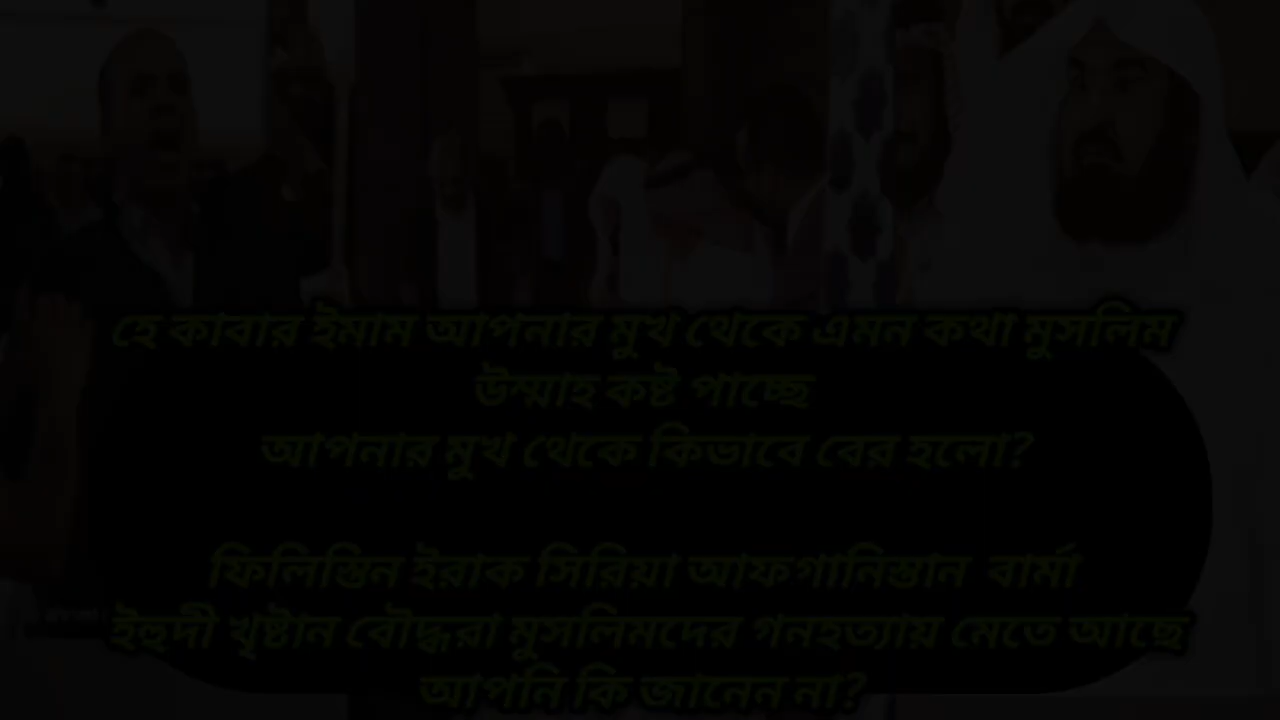 হে কাবার ইমাম আপনার মুখ থেকে এমন কথা মুসলিম
উম্মাহ কষ্ট পাচ্ছে
আপনার মুখ থেকে কিভাবে বের হলো?
ফিলিস্তিন ইরাক সিরিয়া আফগানিস্তান বার্মা
ইহুদী খৃষ্টান বৌদ্ধরা মুসলিমদের গনহত্যায় মেতে আছে
আপনি কি জানেন না?